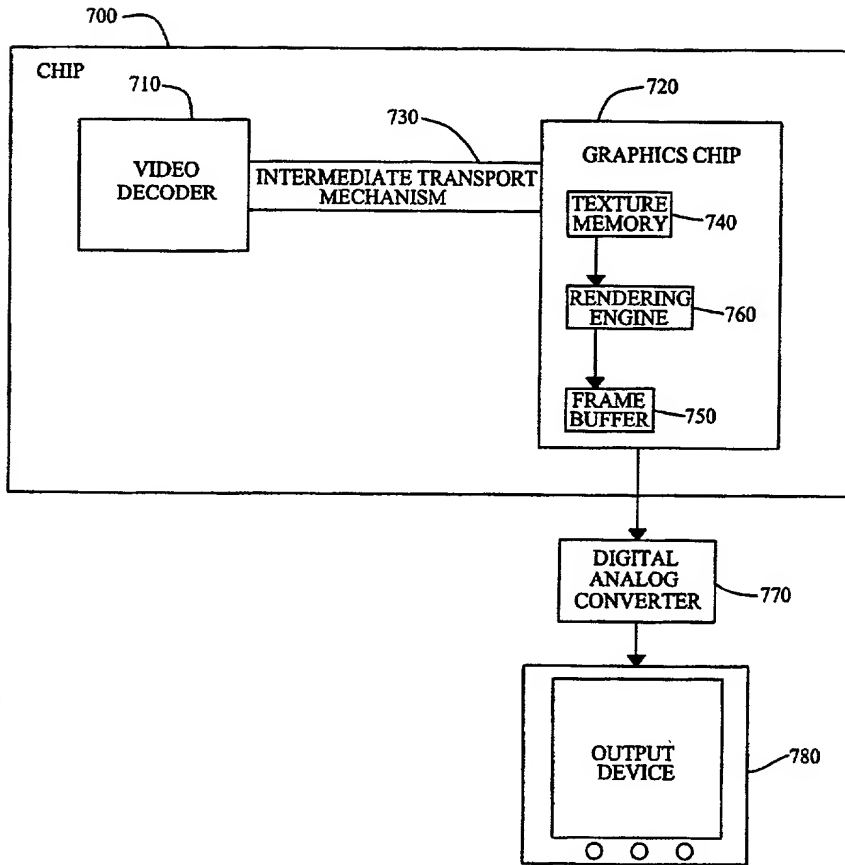 700
CHIP
710
VIDEO
DECODER
730
INTERMEDIATE TRANSPORT
MECHANISM
720
GRAPHICS CHIP
TEXTURE
MEMORY
740
RENDERING
ENGINE
760
FRAME
BUFFER
750
DIGITAL
ANALOG
CONVERTER
770
OUTPUT
DEVICE
780